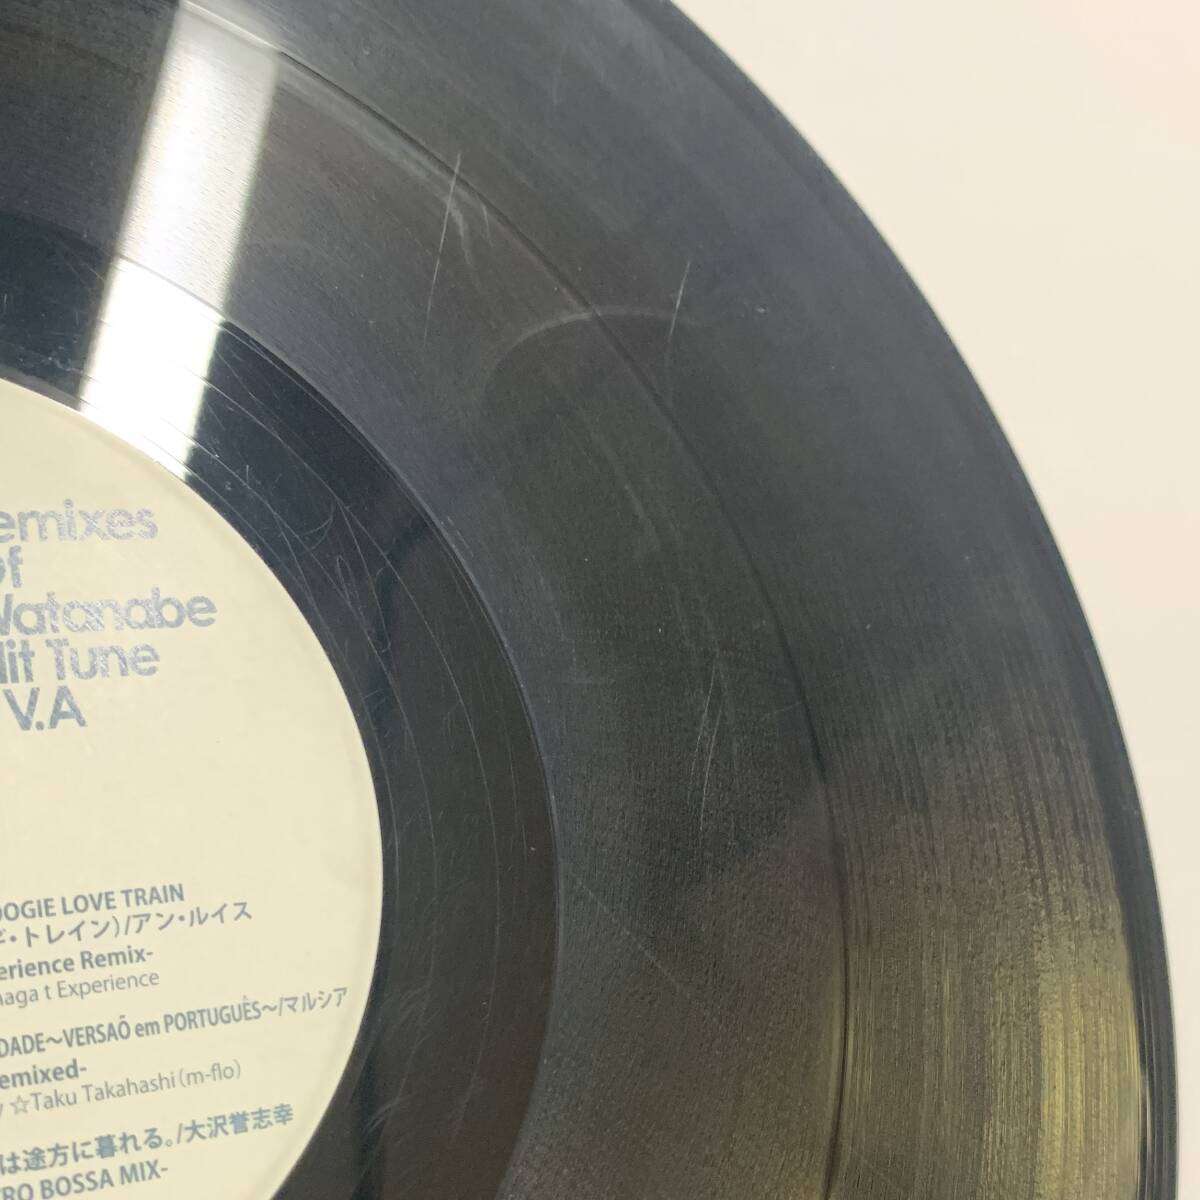 emixes
of
Watanabe
Hit Tune
V.A
OOGIE LOVE TRAIN
ド・トレイン)/アン・ルイス
erience Remix-
naga t Experience
DADE〜VERSAÕ em PORTUGUÊS〜/マルシア
emixed-
y ☆Taku Takahashi (m-flo)
は途方に暮れる。/大沢誉志幸
RO BOSSA MIX-